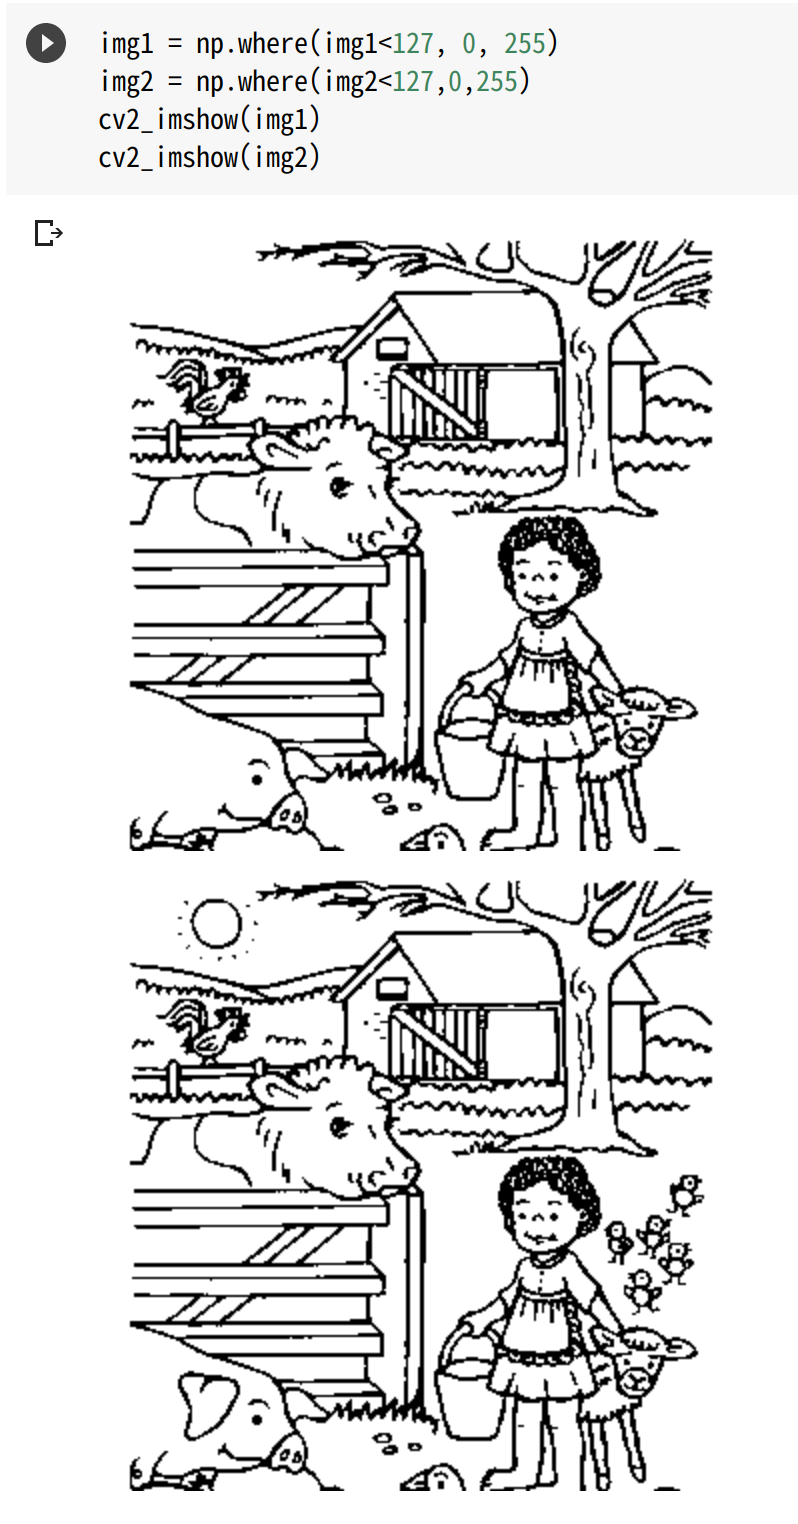 img1 = np.where(img1<127, 0, 255)
img2 = np.where(img2<127,0,255)
cv2_imshow(img1)
cv2_imshow(img2)